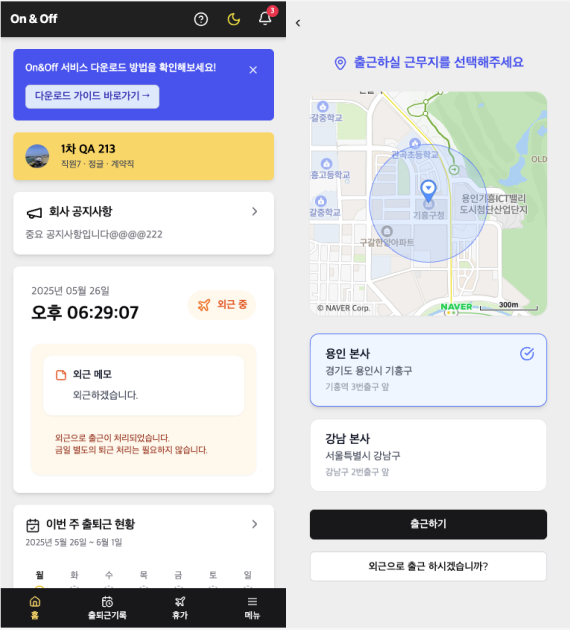 On & Off
3
On&Off 서비스 다운로드 방법을 확인해보세요!
다운로드 가이드 바로가기 →
1차 QA 213
직원7 · 정글 · 계약직
회사 공지사항
중요 공지사항입니다@@@@222
2025년 05월 26일
오후 06:29:07
외근 중
외근 메모
외근하겠습니다.
외근으로 출근이 처리되었습니다.
금일 별도의 퇴근 처리는 필요하지 않습니다.
이번 주 출퇴근 현황
2025년 5월 26일 ~ 6월 1일
월 화 수 목 금 토 일
홈 출퇴근기록 휴가 메뉴
출근하실 근무지를 선택해주세요
갈중학교
관곡초등학교
OLD
흥고등학교
용인기흥ICT밸리
도시첨단산업단지
갈중학교
기흥구청
구갈한양아파트
© NAVER Corp.
NAVER
300m
용인 본사
경기도 용인시 기흥구
기흥역 3번출구 앞
강남 본사
서울특별시 강남구
강남구 2번출구 앞
출근하기
외근으로 출근 하시겠습니까?